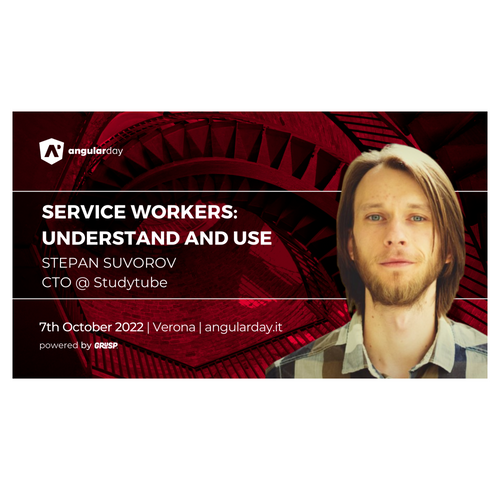 angularday
SERVICE WORKERS:
UNDERSTAND AND USE
STEPAN SUVOROV
CTO @ Studytube
7th October 2022 | Verona | angularday.it
powered by GRUSP